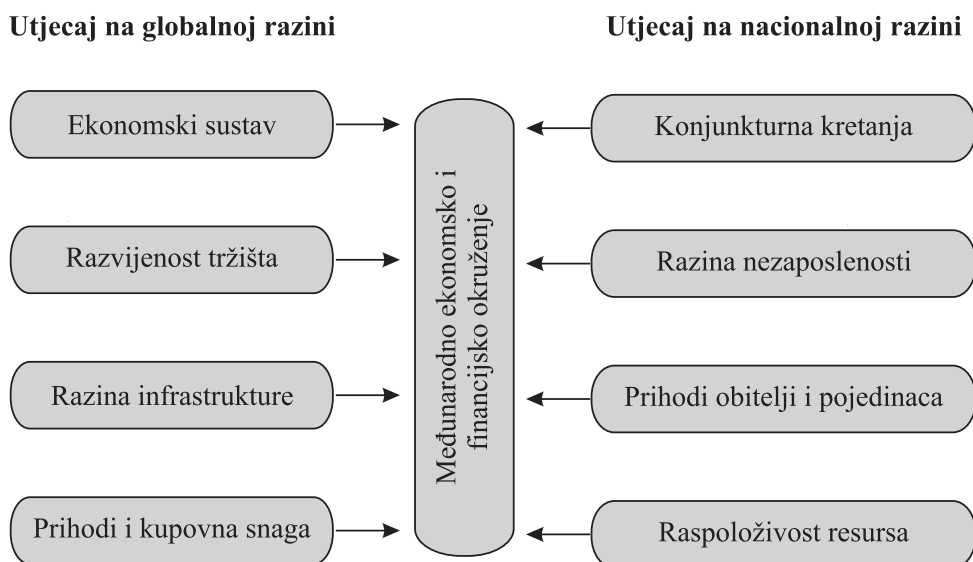 Utjecaj na globalnoj razini
Utjecaj na nacionalnoj razini
Ekonomski sustav
Razvijenost tržišta
Razina infrastrukture
Prihodi i kupovna snaga
Međunarodno ekonomsko i
financijsko okruženje
Konjunkturna kretanja
Razina nezaposlenosti
Prihodi obitelji i pojedinaca
Raspoloživost resursa